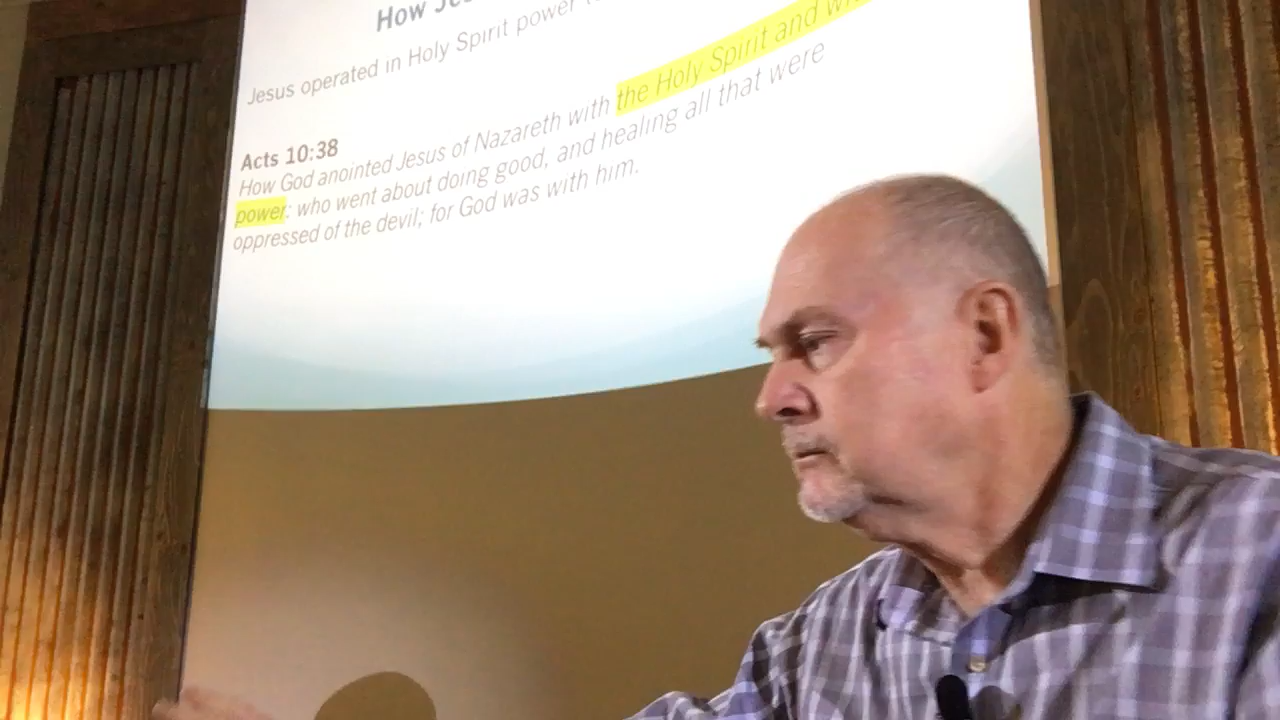 How
Jesus operated in Holy Spirit power
Acts 10:38
How God anointed Jesus of Nazareth with the Holy Spirit and
power: who went about doing good, and healing all that were
oppressed of the devil; for God was with him.